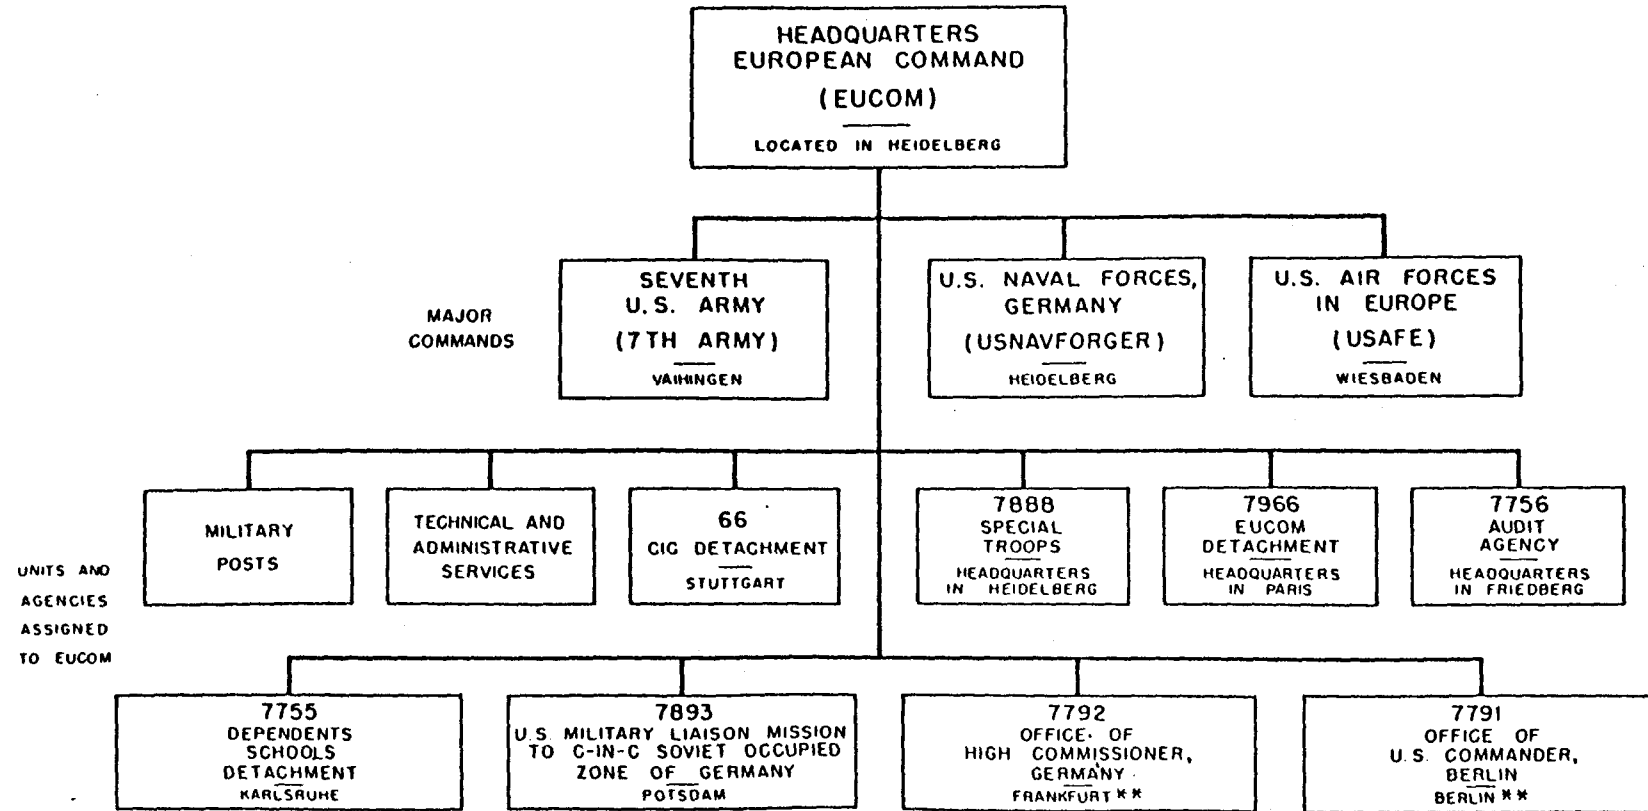 HEADQUARTERS
EUROPEAN COMMAND
(EUCOM)
LOCATED IN HEIDELBERG
MAJOR
COMMANDS
SEVENTH
U.S. ARMY
(7TH ARMY)
VAIHINGEN
U.S. NAVAL FORCES,
GERMANY
(USNAVFORGER)
HEIDELBERG
U.S. AIR FORCES
IN EUROPE
(USAFE)
WIESBADEN
UNITS AND
AGENCIES
ASSIGNED
TO EUCOM
MILITARY
POSTS
TECHNICAL AND
ADMINISTRATIVE
SERVICES
66
CIC DETACHMENT
STUTTGART
7888
SPECIAL
TROOPS
HEADQUARTERS
IN HEIDELBERG
7966
EUCOM
DETACHMENT
HEADQUARTERS
IN PARIS
7756
AUDIT
AGENCY
HEADQUARTERS
IN FRIEDBERG
7755
DEPENDENTS
SCHOOLS
DETACHMENT
KARLSRUHE
7893
U.S. MILITARY LIAISON MISSION
TO C-IN-C SOVIET OCCUPIED
ZONE OF GERMANY
POTSDAM
7792
OFFICE OF
HIGH COMMISSIONER,
GERMANY
FRANKFURT**
7791
OFFICE OF
U.S. COMMANDER,
BERLIN
BERLIN**